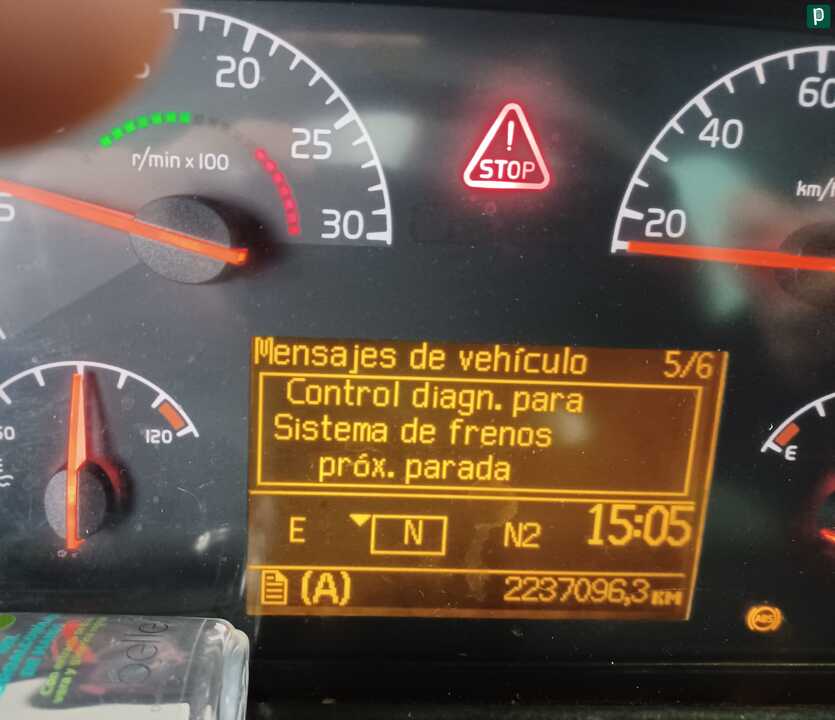 20
25
30
r/min x 100
STOP
20
40
60
km/h
120
E
Mensajes de vehículo 5/6
Control diagn. para
Sistema de frenos
próx. parada
E N N2 15:05
(A) 2237096,3 KM
ABS